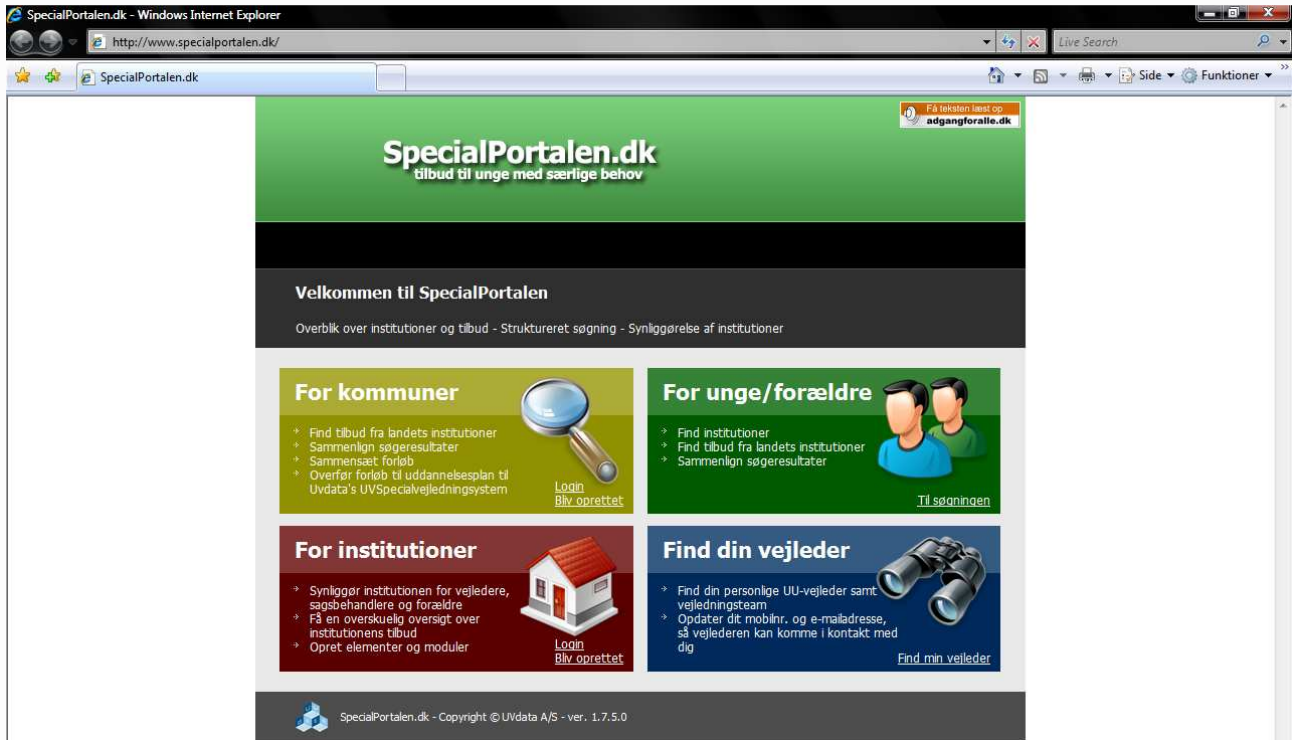 SpecialPortalen.dk - Windows Internet Explorer
http://www.specialportalen.dk/
Live Search
SpecialPortalen.dk
Side
Funktioner
Få teksten læst op
adgangforalle.dk
SpecialPortalen.dk
tilbud til unge med særlige behov
Velkommen til SpecialPortalen
Overblik over institutioner og tilbud - Struktureret søgning - Synliggørelse af institutioner
For kommuner
Find tilbud fra landets institutioner
Sammenlign søgeresultater
Sammensæt forløb
Overfør forløb til uddannelsesplan til
Uvdata's UVSpecialvejledningsystem
Login
Bliv oprettet
For unge/forældre
Find institutioner
Find tilbud fra landets institutioner
Sammenlign søgeresultater
Til søgningen
For institutioner
Synliggør institutionen for vejledere,
sagsbehandlere og forældre
Få en overskuelig oversigt over
institutionens tilbud
Opret elementer og moduler
Login
Bliv oprettet
Find din vejleder
Find din personlige UU-vejleder samt
vejledningsteam
Opdater dit mobilnr. og e-mailadresse,
så vejlederen kan komme i kontakt med
dig
Find min vejleder
SpecialPortalen.dk - Copyright © UVdata A/S - ver. 1.7.5.0